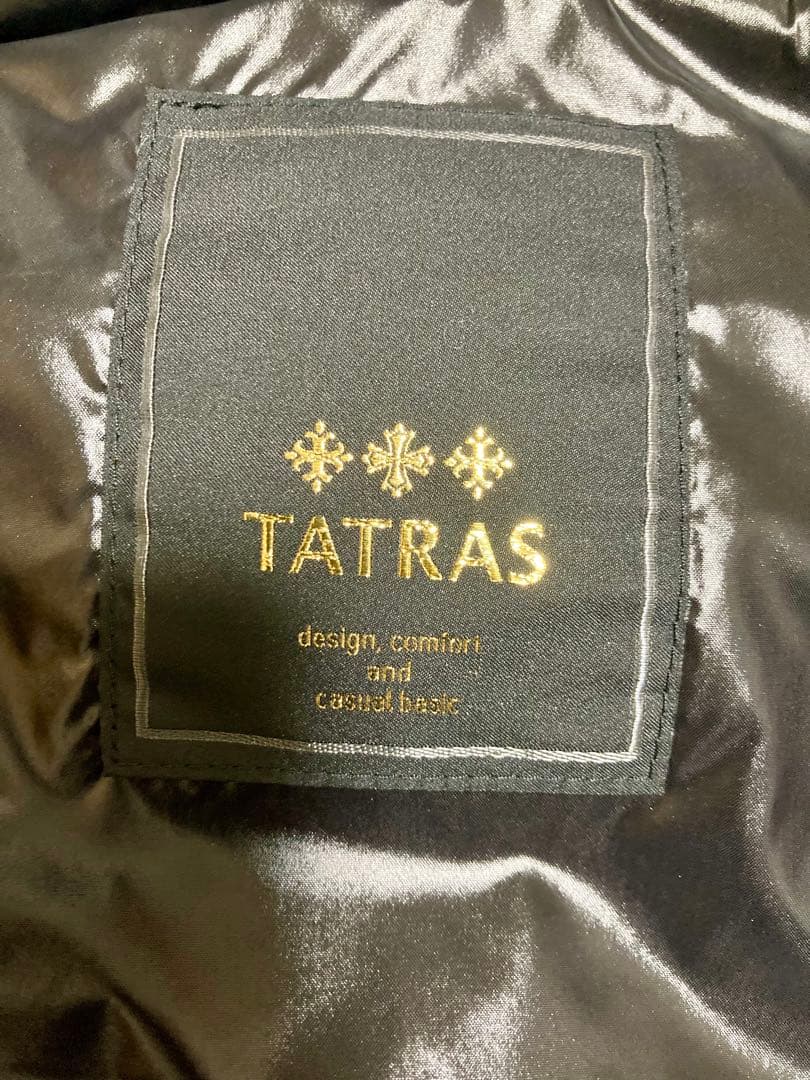 TATRAS
design, comfort
and
casual basic